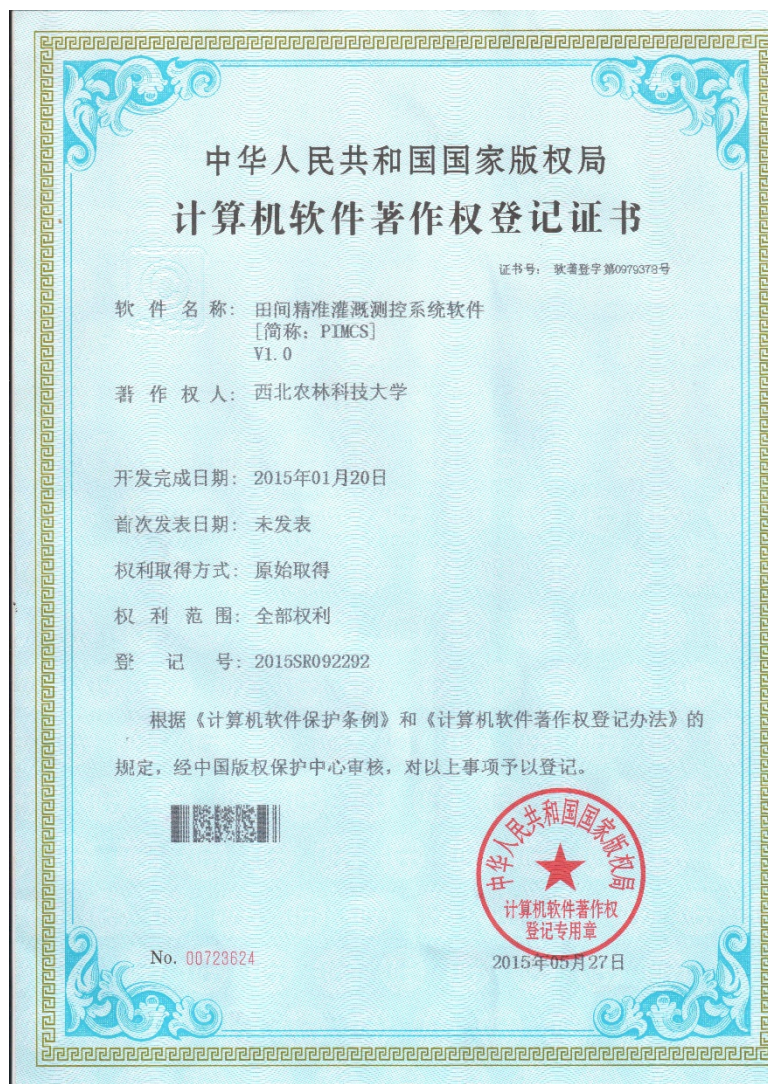 中华人民共和国国家版权局
计算机软件著作权登记证书
证书号： 软著登字第0979378号
软件名称： 田间精准灌溉测控系统软件
[简称：PIMCS]
V1.0
著作权人： 西北农林科技大学
开发完成日期： 2015年01月20日
首次发表日期： 未发表
权利取得方式： 原始取得
权利范围： 全部权利
登记号： 2015SR092292
根据《计算机软件保护条例》和《计算机软件著作权登记办法》的
规定，经中国版权保护中心审核，对以上事项予以登记。
中华人民共和国国家版权局
计算机软件著作权
登记专用章
No. 00723624
2015年05月27日